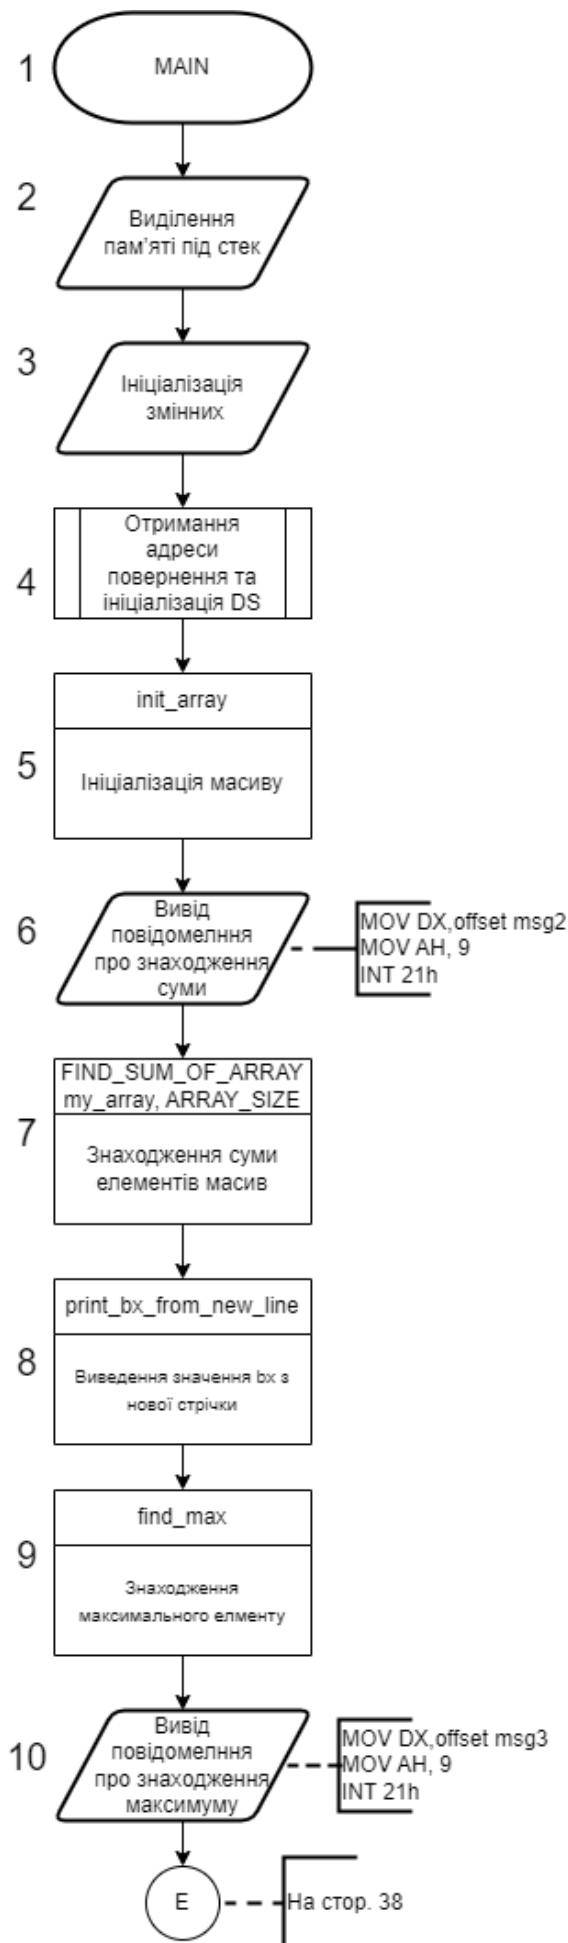 1
MAIN
2
Виділення
пам'яті під стек
3
Ініціалізація
змінних
4
Отримання
адреси
повернення та
ініціалізація DS
init_array
5
Ініціалізація масиву
6
Вивід
повідомелння
про знаходження
суми
MOV DX,offset msg2
MOV AH, 9
INT 21h
FIND_SUM_OF_ARRAY
my_array, ARRAY_SIZE
7
Знаходження суми
елементів масив
print_bx_from_new_line
8
Виведення значення bx з
нової стрічки
find_max
9
Знаходження
максимального елменту
10
Вивід
повідомелння
про знаходження
максимуму
MOV DX,offset msg3
MOV AH, 9
INT 21h
E
На стор. 38